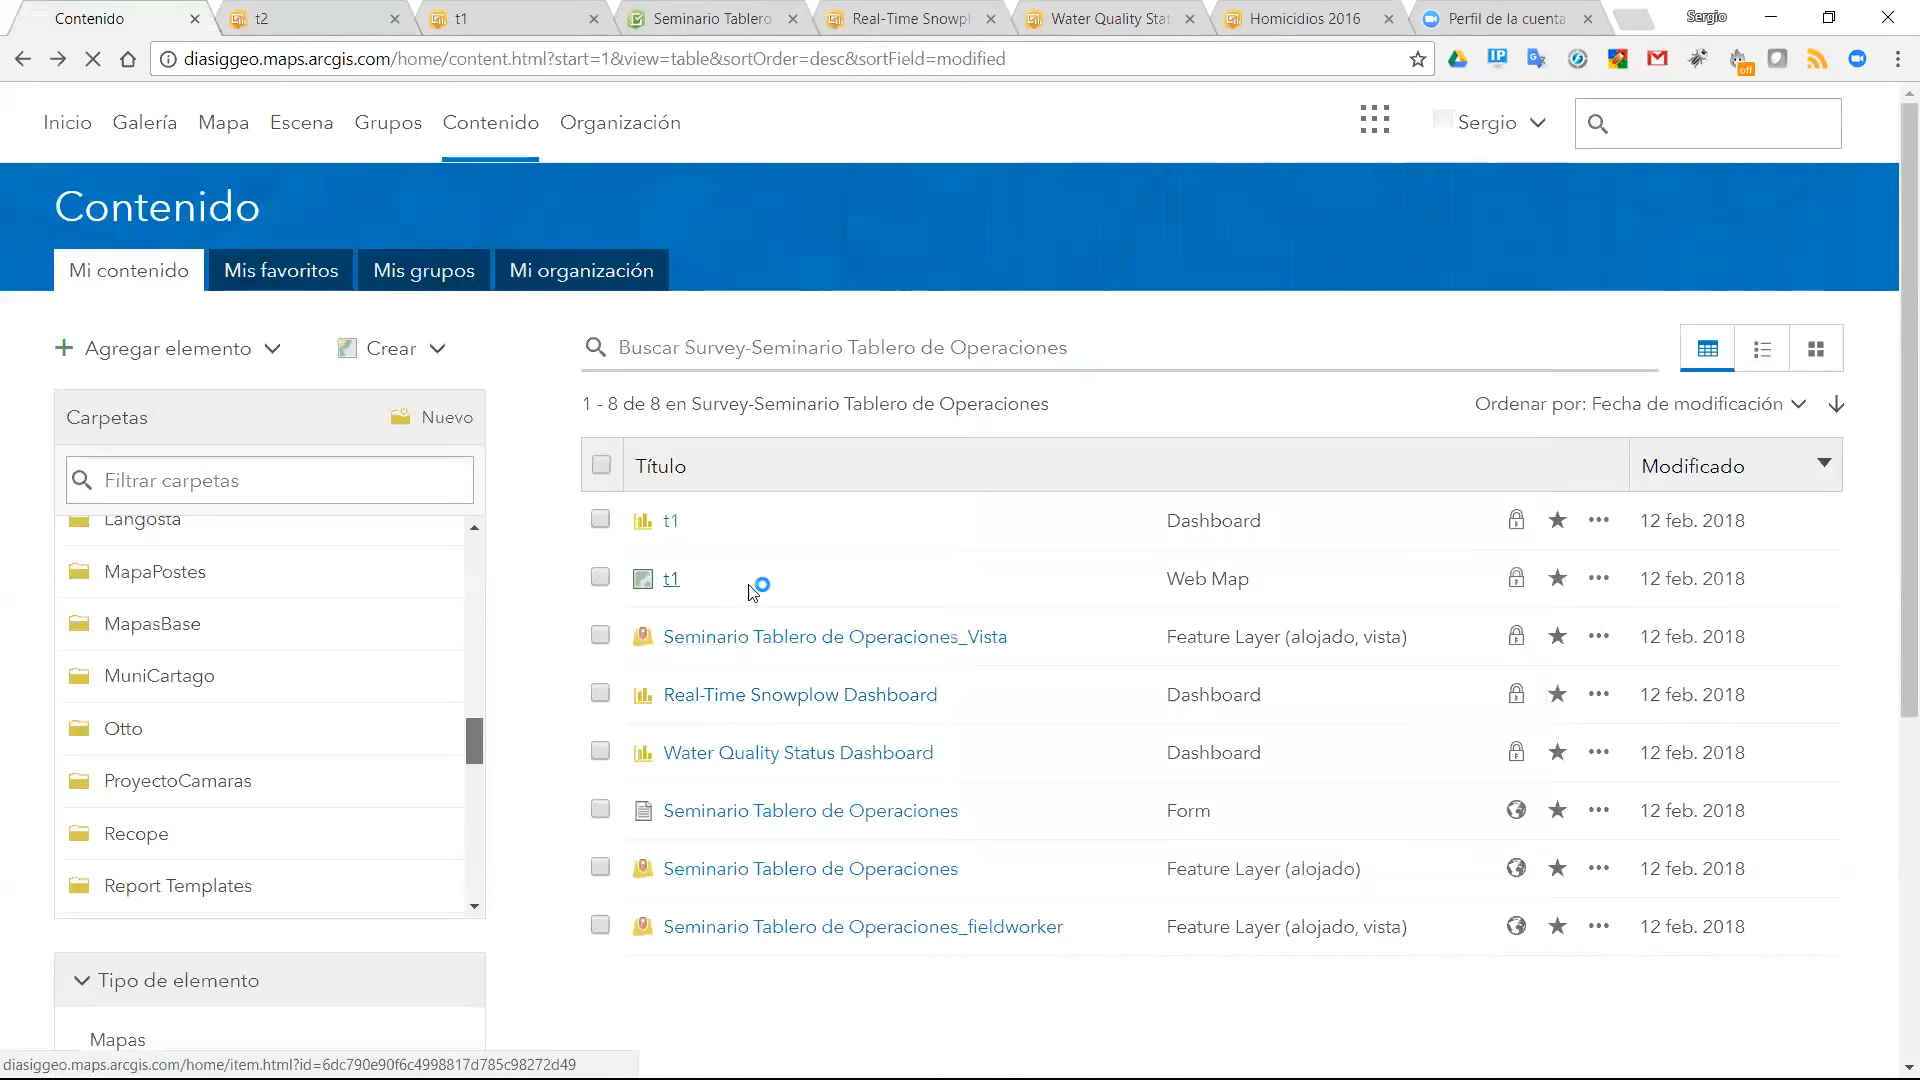 Contenido
t2
t1
Seminario Tablero
Real-Time Snowpl
Water Quality Stat
Homicidios 2016
Perfil de la cuenta
Sergio
diasiggeo.maps.arcgis.com/home/content.html?start=1&view=table&sortOrder=desc&sortField=modified
IP
off
Inicio
Galería
Mapa
Escena
Grupos
Contenido
Organización
Sergio
Contenido
Mi contenido
Mis favoritos
Mis grupos
Mi organización
Agregar elemento
Crear
Buscar Survey-Seminario Tablero de Operaciones
Carpetas
Nuevo
1 - 8 de 8 en Survey-Seminario Tablero de Operaciones
Ordenar por: Fecha de modificación
Filtrar carpetas
Título
Modificado
Langosta
MapaPostes
MapasBase
MuniCartago
Otto
ProyectoCamaras
Recope
Report Templates
t1 Dashboard 12 feb. 2018
t1 Web Map 12 feb. 2018
Seminario Tablero de Operaciones_Vista Feature Layer (alojado, vista) 12 feb. 2018
Real-Time Snowplow Dashboard Dashboard 12 feb. 2018
Water Quality Status Dashboard Dashboard 12 feb. 2018
Seminario Tablero de Operaciones Form 12 feb. 2018
Seminario Tablero de Operaciones Feature Layer (alojado) 12 feb. 2018
Seminario Tablero de Operaciones_fieldworker Feature Layer (alojado, vista) 12 feb. 2018
Tipo de elemento
Mapas
diasiggeo.maps.arcgis.com/home/item.html?id=6dc790e90f6c4998817d785c98272d49